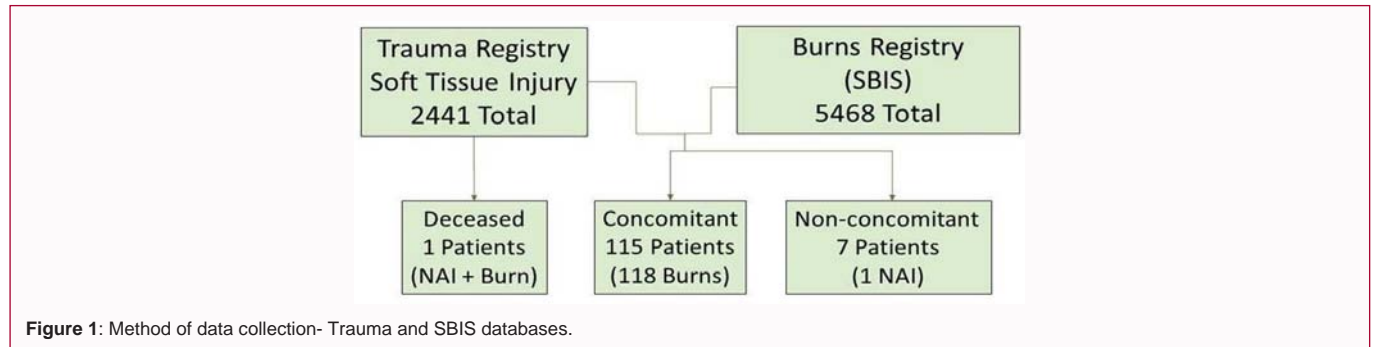 Trauma Registry
Soft Tissue Injury
2441 Total
Burns Registry
(SBIS)
5468 Total
Deceased
1 Patients
(NAI + Burn)
Concomitant
115 Patients
(118 Burns)
Non-concomitant
7 Patients
(1 NAI)
Figure 1: Method of data collection- Trauma and SBIS databases.